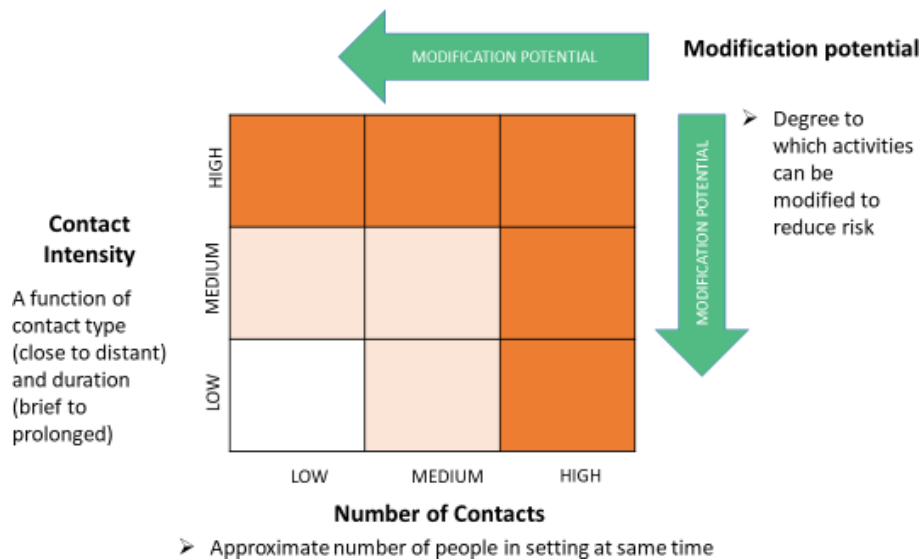 MODIFICATION POTENTIAL
Modification potential
➢ Degree to
which activities
can be
modified to
reduce risk
MODIFICATION POTENTIAL
Contact
Intensity
A function of
contact type
(close to distant)
and duration
(brief to
prolonged)
HIGH
MEDIUM
LOW
LOW MEDIUM HIGH
Number of Contacts
➢ Approximate number of people in setting at same time